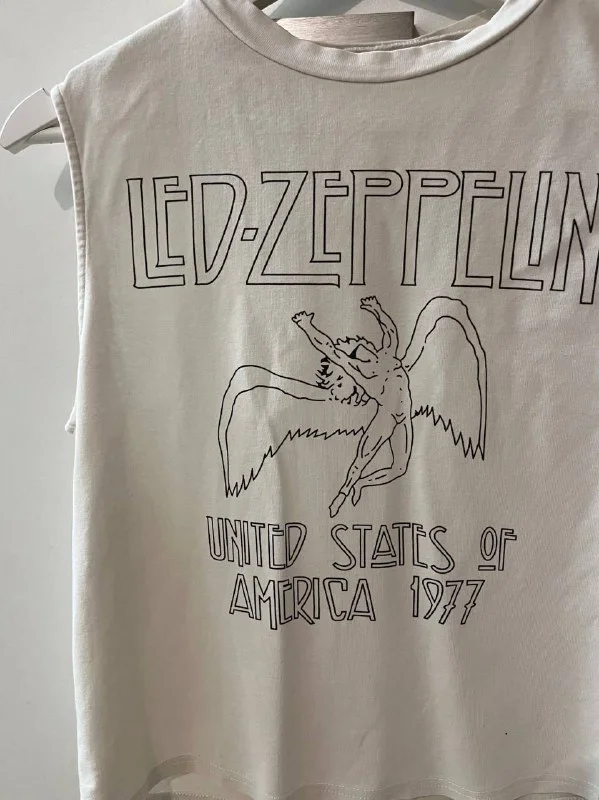 LED-ZEPPELIN
UNITED STATES OF
AMERICA 1977